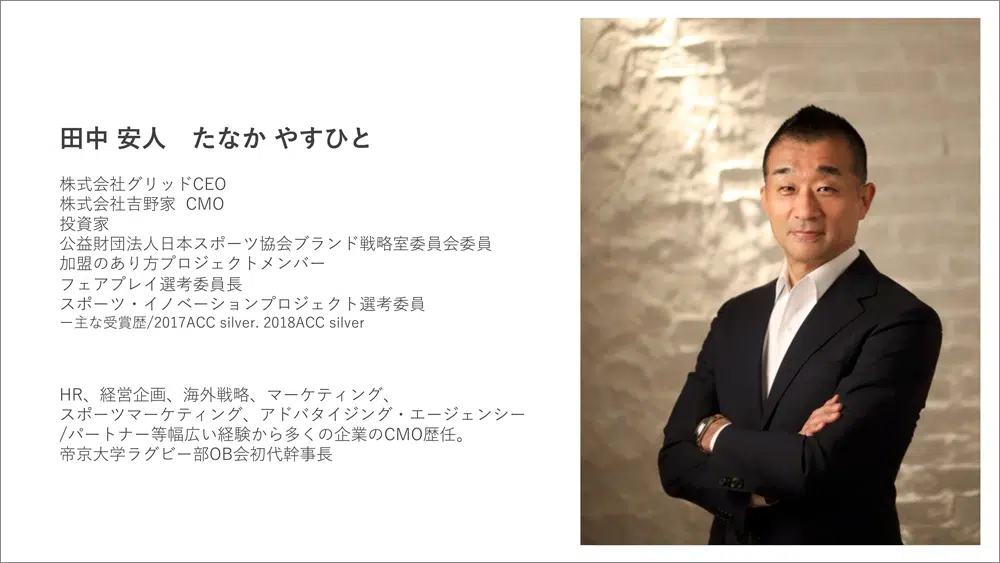 田中 安人　たなか やすひと
株式会社グリッドCEO
株式会社吉野家 CMO
投資家
公益財団法人日本スポーツ協会ブランド戦略室委員会委員
加盟のあり方プロジェクトメンバー
フェアプレイ選考委員長
スポーツ・イノベーションプロジェクト選考委員
ー主な受賞歴/2017ACC silver. 2018ACC silver
HR、経営企画、海外戦略、マーケティング、
スポーツマーケティング、アドバタイジング・エージェンシー
/パートナー等幅広い経験から多くの企業のCMO歴任。
帝京大学ラグビー部OB会初代幹事長